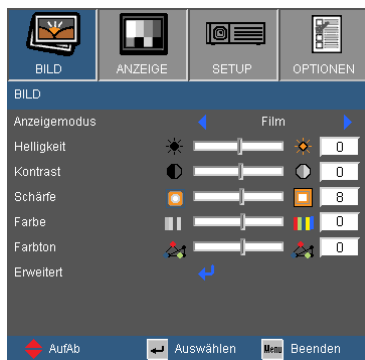 BILD ANZEIGE SETUP OPTIONEN
BILD
Anzeigemodus Film
Helligkeit 0
Kontrast 0
Schärfe 8
Farbe 0
Farbton 0
Erweitert
AufAb Auswählen Menu Beenden